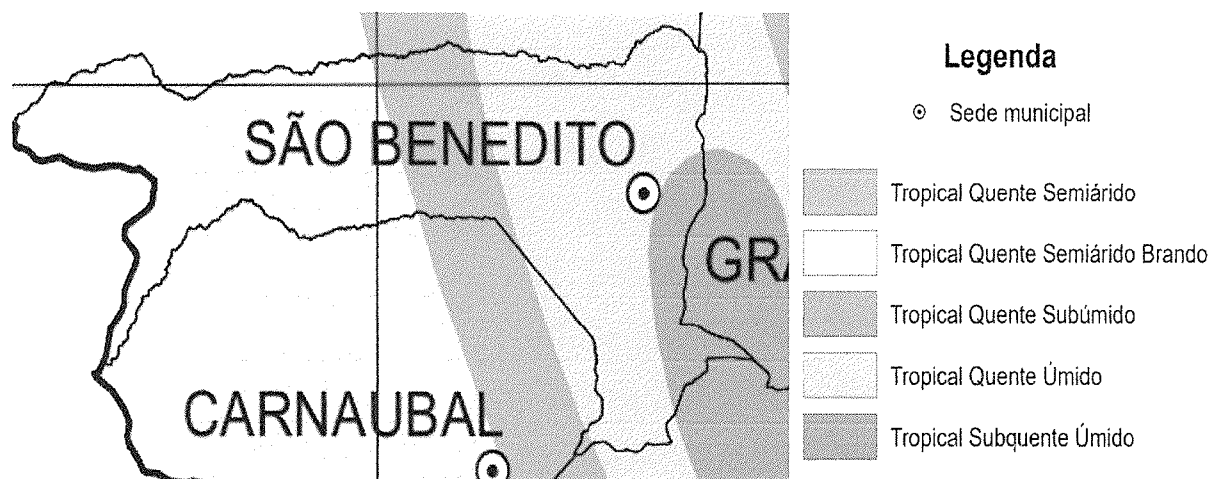 SÃO BENEDITO
GRA
CARNAUBAL
Legenda
Sede municipal
Tropical Quente Semiárido
Tropical Quente Semiárido Brando
Tropical Quente Subúmido
Tropical Quente Úmido
Tropical Subquente Úmido